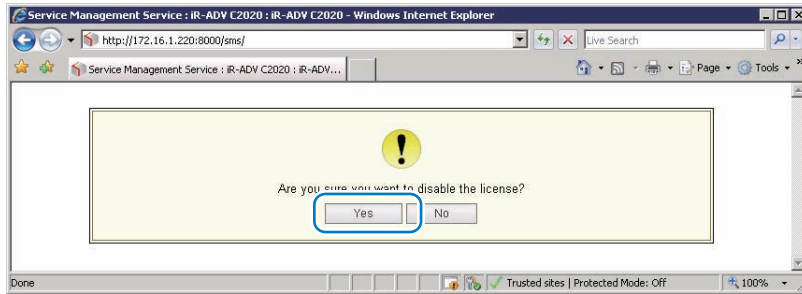 Service Management Service : iR-ADV C2020 : iR-ADV C2020 - Windows Internet Explorer
http://172.16.1.220:8000/sms/
Live Search
Service Management Service : iR-ADV C2020 : iR-ADV...
Page
Tools
»
Are you sure you want to disable the license?
Yes
No
Done
Trusted sites | Protected Mode: Off
100%